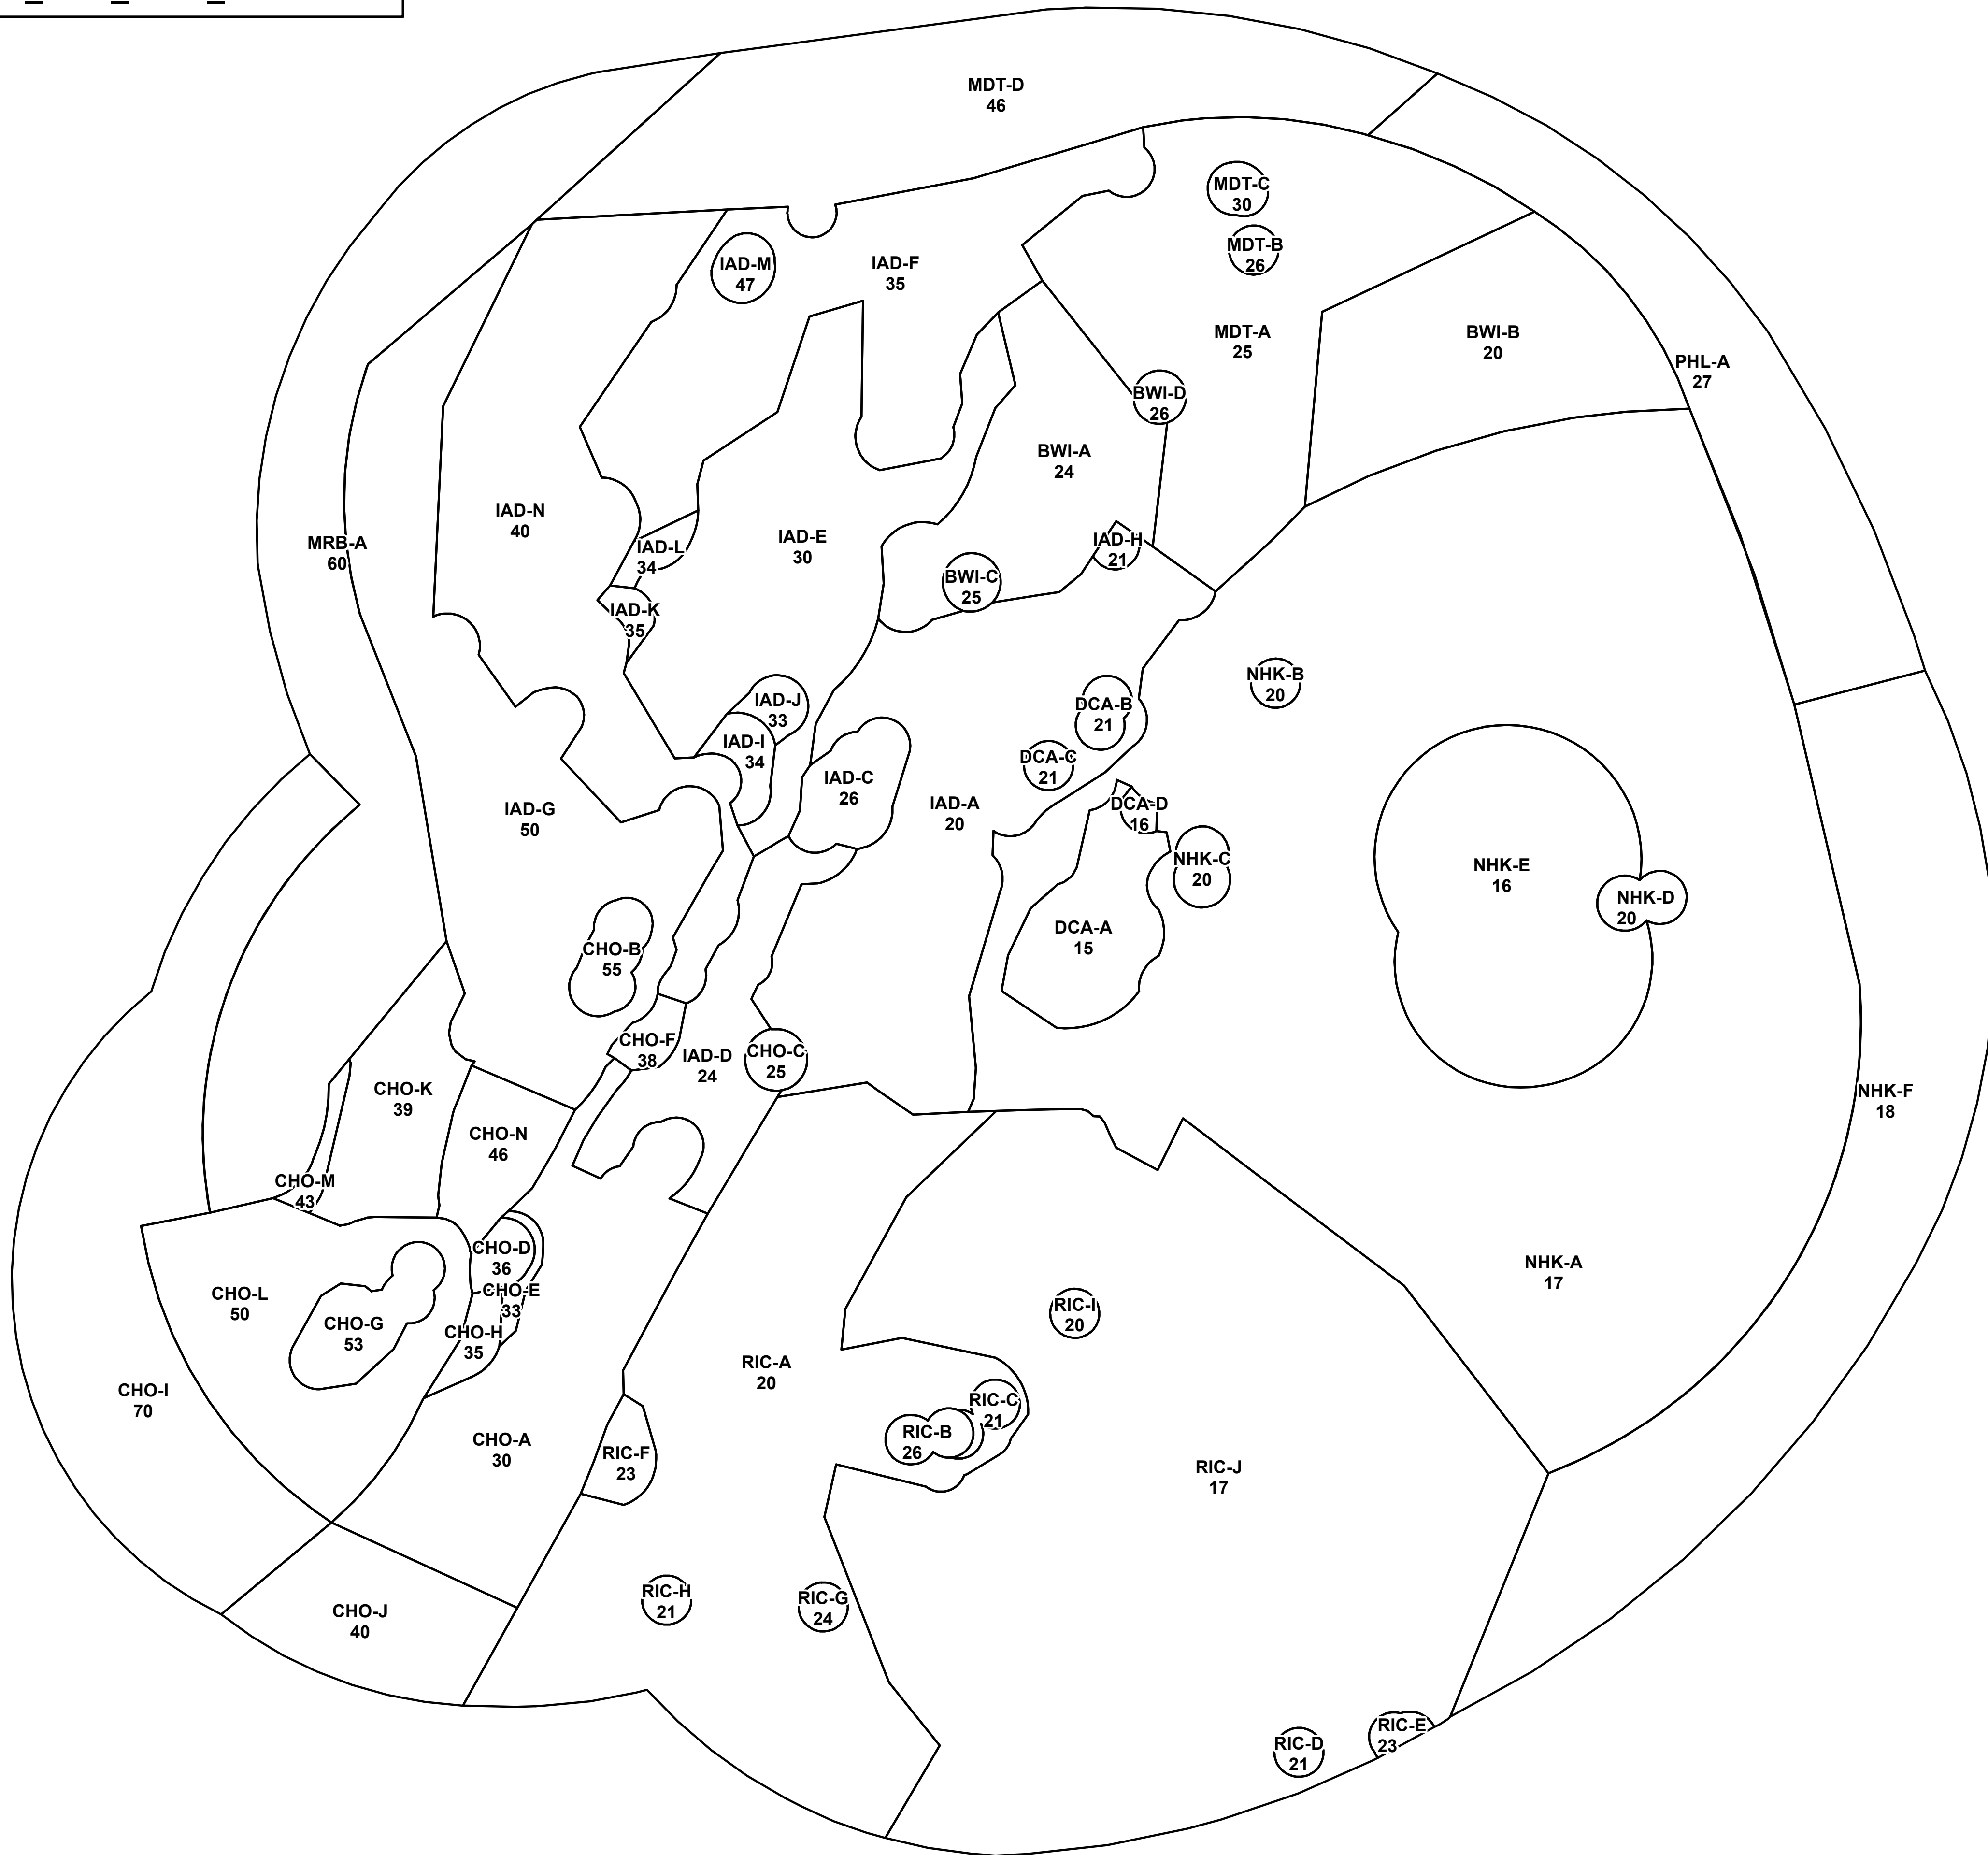 MDT-D
46
MDT-C
30
MDT-B
26
IAD-M
47
IAD-F
35
MDT-A
25
BWI-B
20
PHL-A
27
BWI-D
26
BWI-A
24
IAD-N
40
IAD-E
30
MRB-A
60
IAD-L
34
IAD-H
21
BWI-C
25
IAD-K
35
NHK-B
20
IAD-J
33
DCA-B
21
IAD-I
34
DCA-C
21
IAD-C
26
IAD-G
50
IAD-A
20
DCA-D
16
NHK-C
20
NHK-E
16
NHK-D
20
DCA-A
15
CHO-B
55
CHO-F
38
IAD-D
24
CHO-C
25
CHO-K
39
NHK-F
18
CHO-N
46
CHO-M
43
CHO-D
36
NHK-A
17
CHO-E
33
CHO-L
50
RIC-I
20
CHO-G
53
CHO-H
35
RIC-A
20
CHO-I
70
RIC-C
21
RIC-B
26
CHO-A
30
RIC-F
23
RIC-J
17
RIC-H
21
RIC-G
24
CHO-J
40
RIC-E
23
RIC-D
21